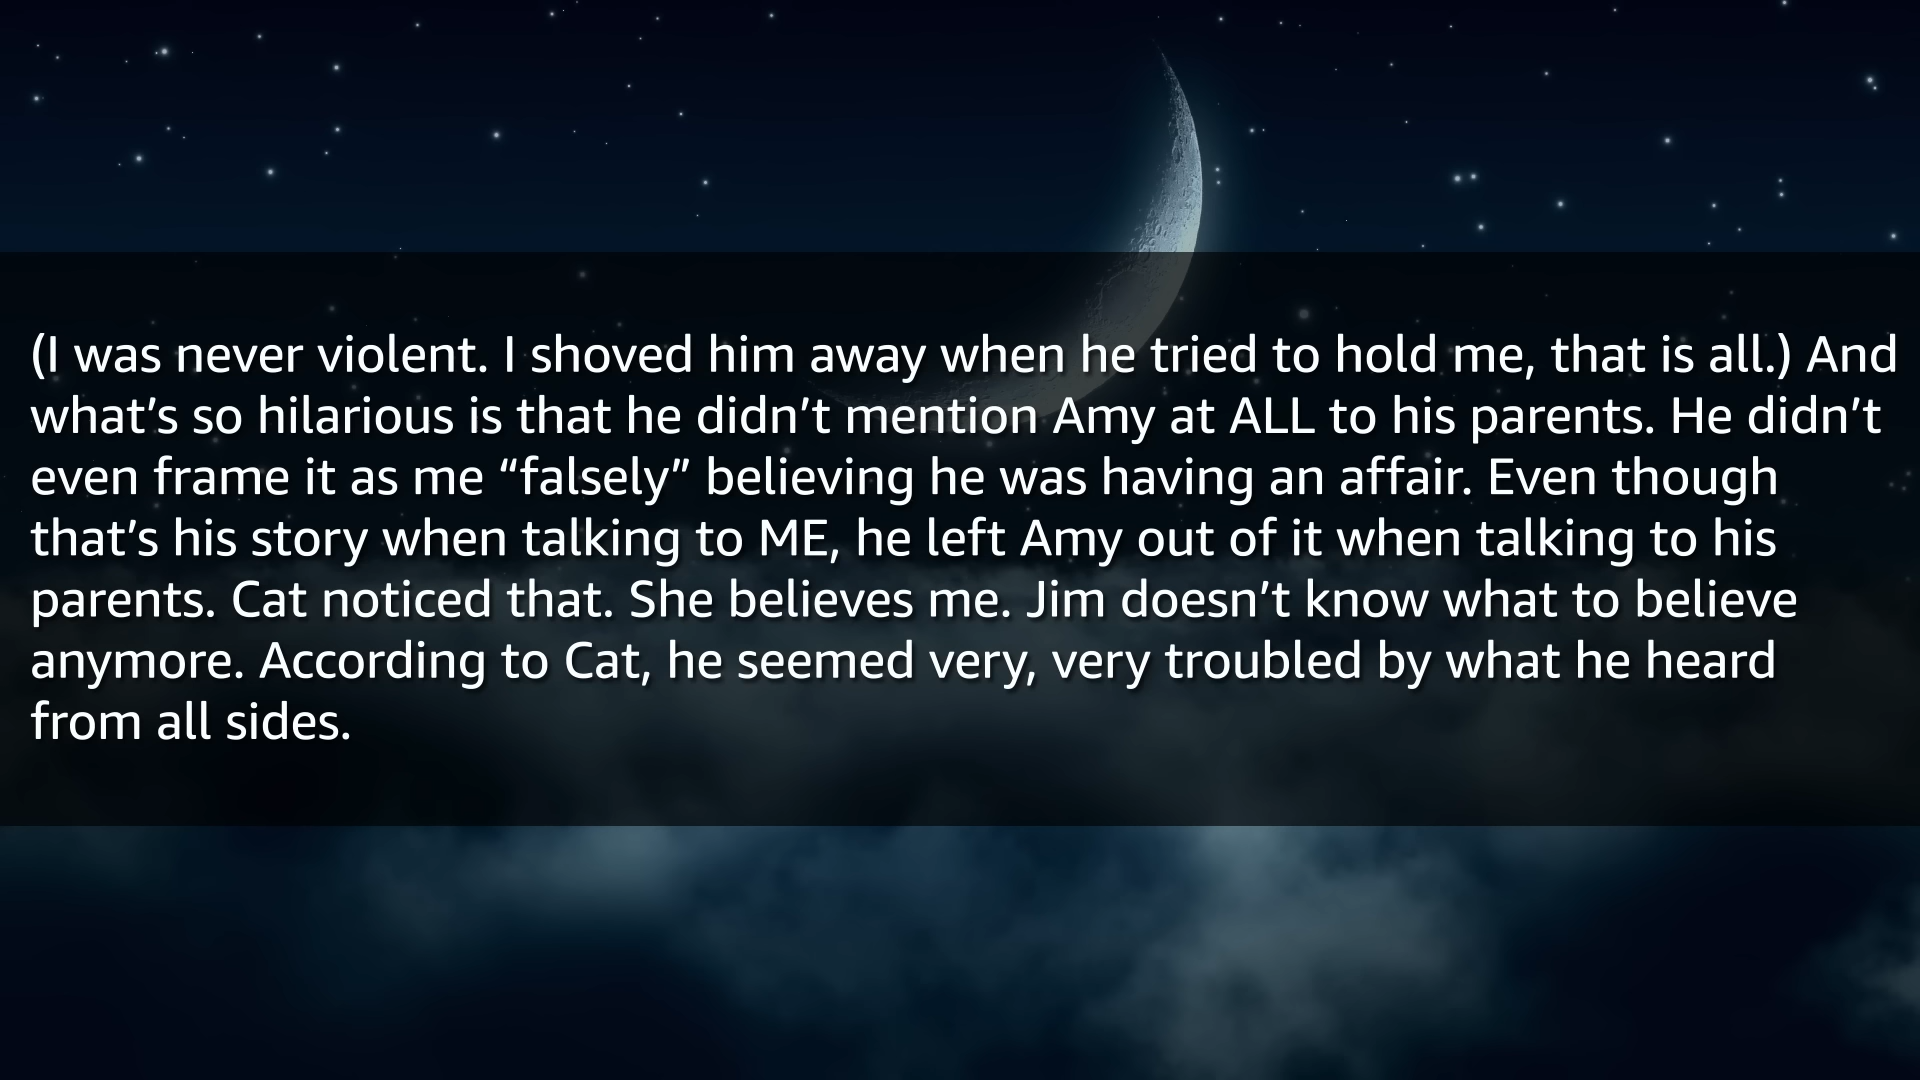 (I was never violent. I shoved him away when he tried to hold me, that is all.) And
what’s so hilarious is that he didn’t mention Amy at ALL to his parents. He didn’t
even frame it as me “falsely” believing he was having an affair. Even though
that’s his story when talking to ME, he left Amy out of it when talking to his
parents. Cat noticed that. She believes me. Jim doesn’t know what to believe
anymore. According to Cat, he seemed very, very troubled by what he heard
from all sides.